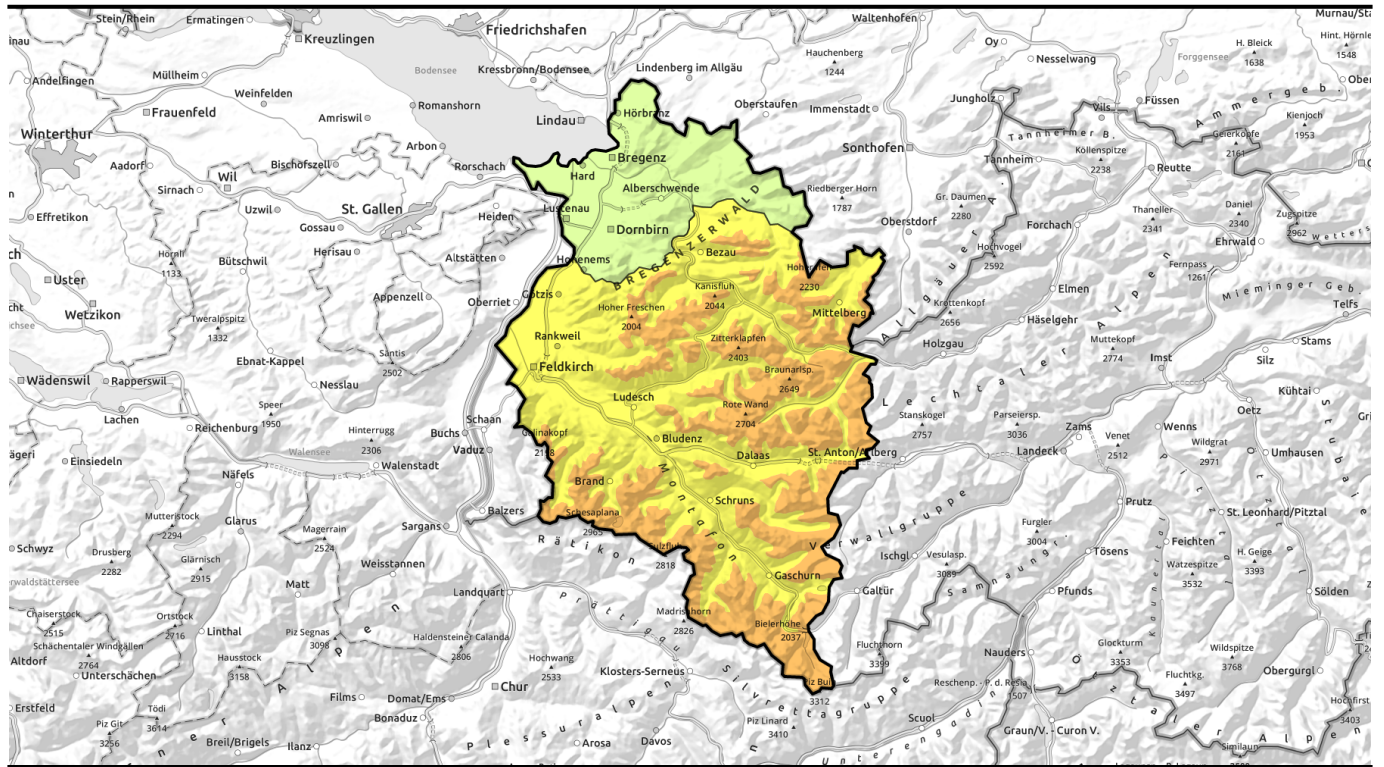 Stein/Rhein
Ermatingen
Kreuzlingen
Friedrichshafen
Waltenhofen
Murnau/Sta
Andelfingen
Müllheim
Weinfelden
Bodensee
Kressbronn/Bodensee
Lindenberg im Allgäu
Hauchenberg
1244
Oy
Nesselwang
Forggensee
H. Bleick
1638
Hint. Hörnle
1548
Frauenfeld
Romanshorn
Amriswil
Lindau
Hörbranz
Oberstaufen
Immenstadt
Jungholz
Vils
Füssen
Ammergeb.
Kienjoch
1953
Winterthur
Aadorf
Bischofszell
Arbon
Rorschach
Bregenz
Hard
Sonthofen
Tannheimer B.
Tannheim
Köllenspitze
2238
Geierköpfe
2161
Reutte
Sirnach
Wil
Alberschwende
Riedberger Horn
1787
Gr. Daumen
2280
Effretikon
Uzwil
Gossau
St. Gallen
Heiden
Lustenau
Dornbirn
BREGENZERWALD
Oberstdorf
Forchach
Thaneller
2341
Daniel
2340
Zugspitze
2962
Ehrwald
Hörnli
1133
Bütschwil
Herisau
Altstätten
Hohenems
Bezau
Hochvogel
2592
Allgäuer A.
Fernpass
1261
Uster
Wetzikon
Appenzell
Oberriet
Götzis
Hoher Freschen
2004
Kanisfluh
2044
2230
Mittelberg
Krottenkopf
2656
Elmen
Mieminger Geb.
Telfs
Tweralpspitz
1332
Rankweil
Zitterklapfen
2403
Häselgehr
Holzgau
Muttekopf
2774
Imst
Stams
Silz
Ebnat-Kappel
Säntis
2502
Feldkirch
Braunarlsp.
2649
Lechtaler Alpen
Wädenswil
Rapperswil
Nesslau
Kühtai
Lachen
Speer
1950
Reichenburg
Hinterrugg
2306
Schaan
Buchs
Vaduz
Ludesch
Rote Wand
2704
Stanskogel
2757
Parseiersp.
3036
Zams
Landeck
Venet
2512
Wenns
Wildgrat
2971
Oetz
Umhausen
Einsiedeln
Näfels
Walensee
Walenstadt
Bludenz
Dalaas
St. Anton/Arlberg
Brand
Montafon
Schruns
Mutteristock
2294
Glarus
Magerrain
2524
Sargans
Balzers
Schesaplana
2965
Rätikon
Sulzfluh
2818
Verwallgruppe
Ischgl
Furgler
3004
Prutz
St. Leonhard/Pitztal
Schwyz
Drusberg
2282
Glärnisch
2915
Weisstannen
Matt
Gaschurn
Vesulasp.
3089
Samnaungr.
Tösens
Feichten
Watzespitze
3532
H. Geige
3393
Landquart
Prättigau
Galtür
Pfunds
Kaunertal
Pitztal
Ötztal
Stubaie
Sölden
Chaiserstock
2515
Schächentaler Windgällen
2764
Altdorf
Unterschächen
Ortstock
2716
Linthal
Hausstock
3158
Piz Segnas
3098
Haldensteiner Calanda
2806
Madrisahorn
2826
Bielerhöhe
2037
Fluchthorn
3399
Nauders
Glockturm
3353
Wildspitze
3768
Obergurgl
Hochwang
2533
Klosters-Serneus
Silvrettagruppe
Reschenp. - P. d. Resia
1507
Fluchtkg.
3497
Erstfeld
Tödi
3614
Films
Domat/Ems
Chur
3312
Piz Linard
3410
Scuol
Unterengadin
Graun/V. - Curon V.
Ötztaler Alpen
Hochfirst
3403
Piz Git
3256
Breil/Brigels
Ilanz
Bonaduz
Plessuralpen
Arosa
Davos
Similaun